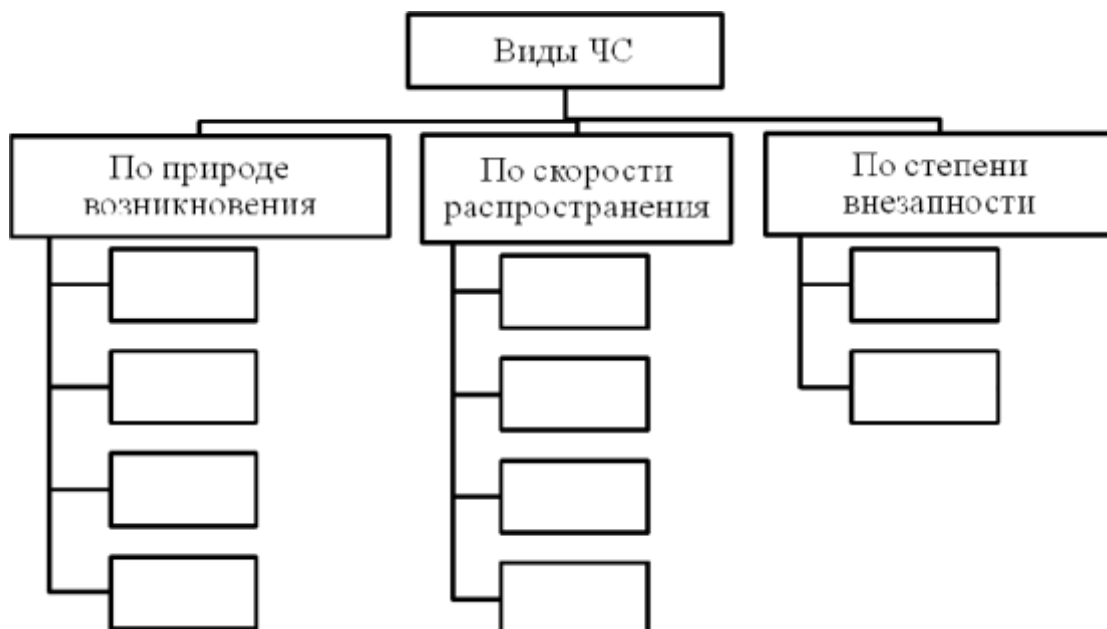 Виды ЧС
По природе
возникновения
По скорости
распространения
По степени
внезапности